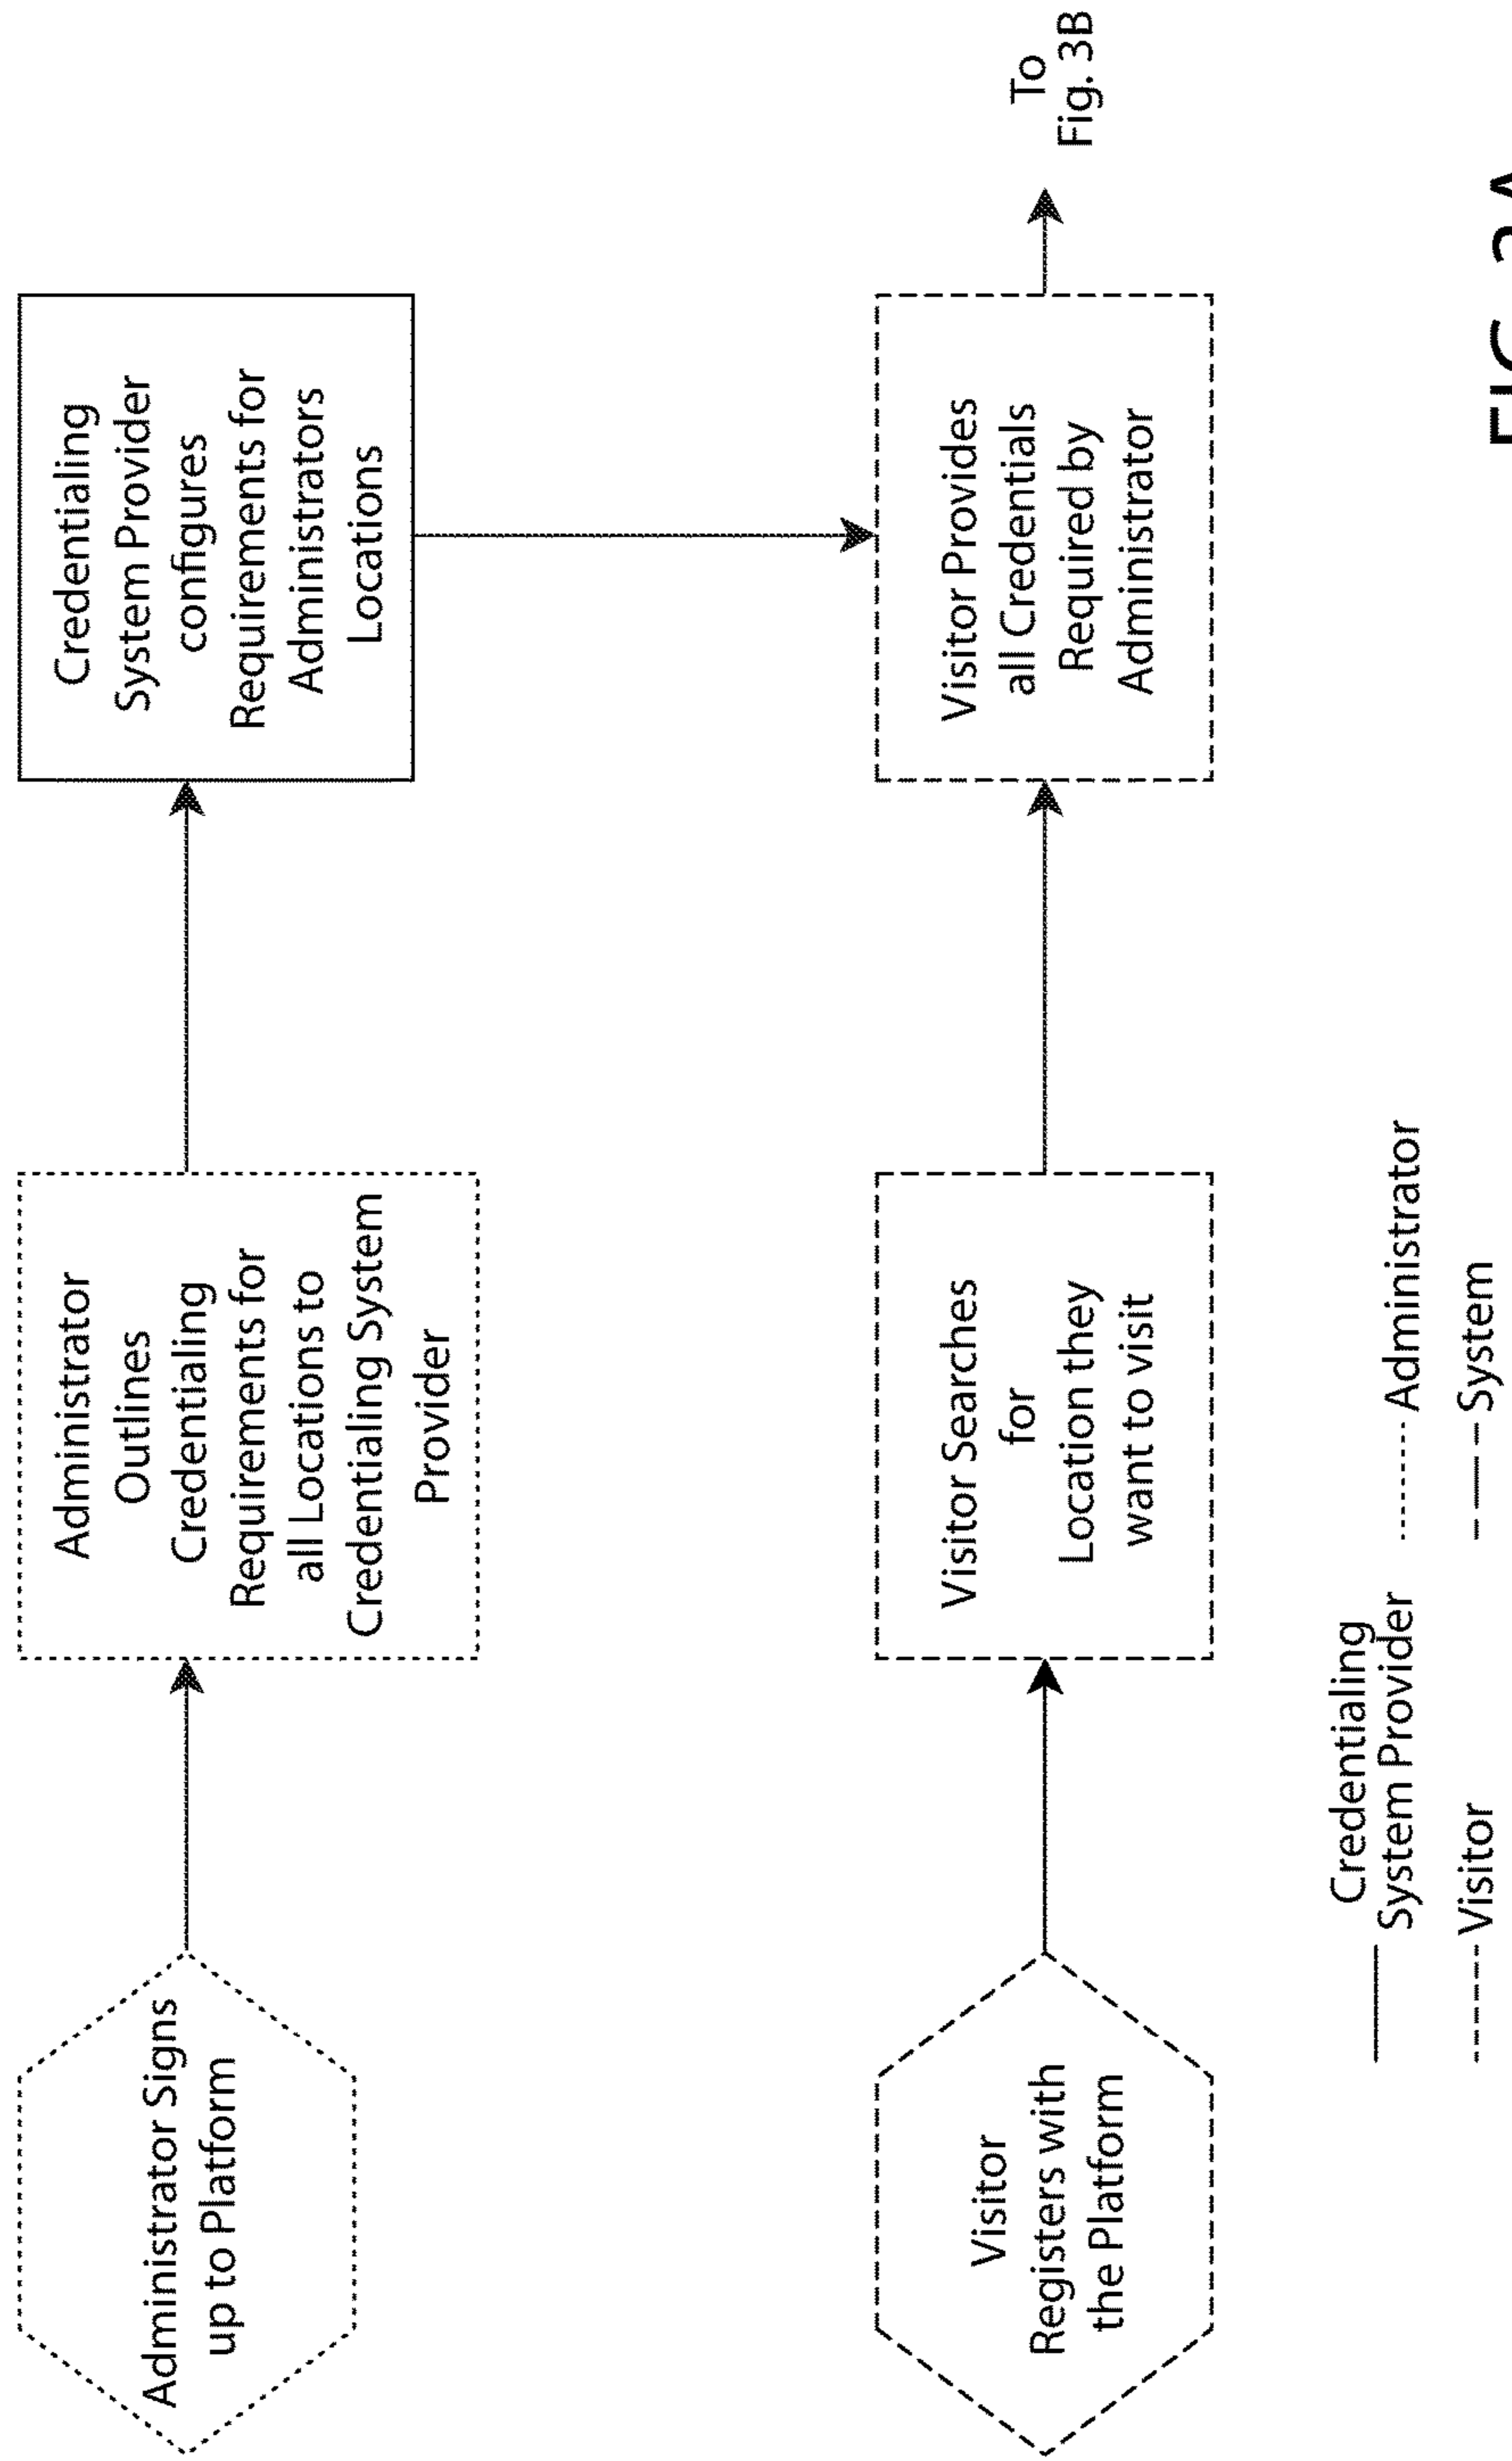 Administrator Signs
up to Platform
Administrator
Outlines
Credentialing
Requirements for
all Locations to
Credentialing System
Provider
Credentialing
System Provider
configures
Requirements for
Administrators
Locations
Visitor
Registers with
the Platform
Visitor Searches
for
Location they
want to visit
Visitor Provides
all Credentials
Required by
Administrator
To
Fig. 3B
Credentialing
System Provider
Administrator
Visitor
System
FIG. 3A